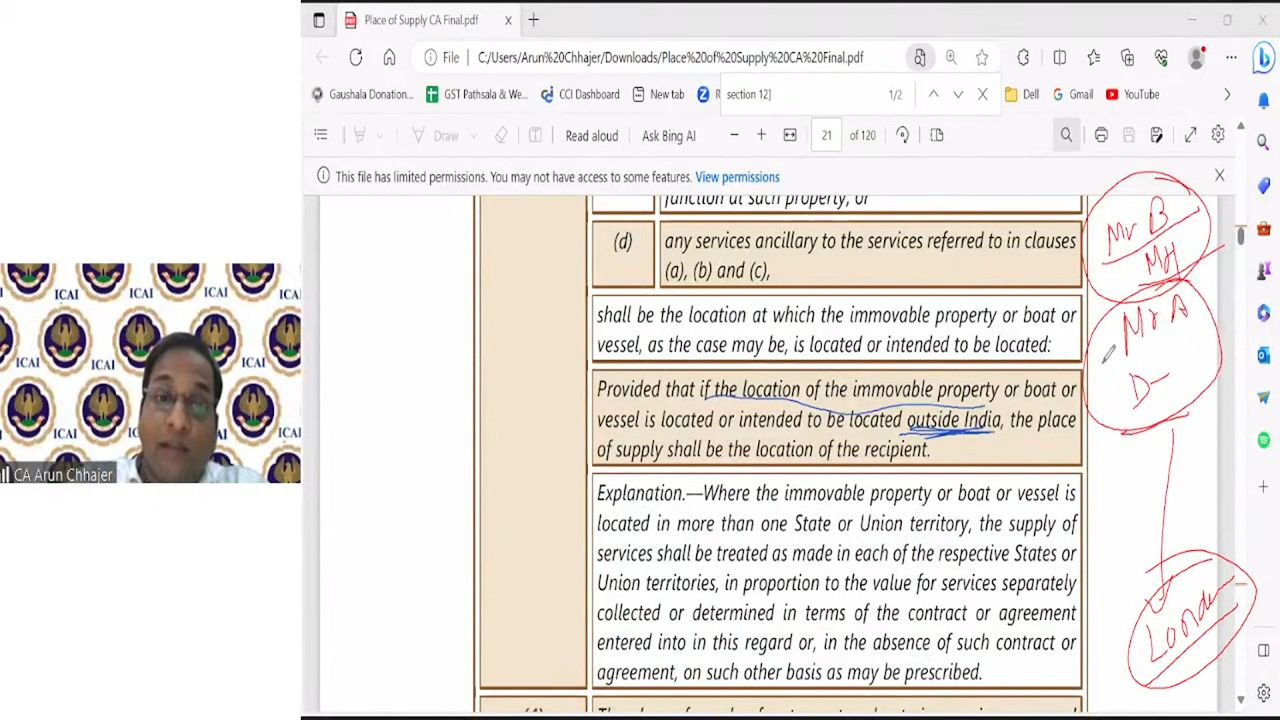 Place of Supply CA Final.pdf
File C:/Users/Arun%20Chhajer/Downloads/Place%20of%20Supply%20CA%20Final.pdf
Gaushala Donation... GST Pathsala & We... CCI Dashboard New tab R Dell Gmail YouTube
section 12] 1/2
Draw Read aloud Ask Bing AI 21 of 120
This file has limited permissions. You may not have access to some features. View permissions
function at such property, or
(d) any services ancillary to the services referred to in clauses
(a), (b) and (c),
shall be the location at which the immovable property or boat or
vessel, as the case may be, is located or intended to be located:
Provided that if the location of the immovable property or boat or
vessel is located or intended to be located outside India, the place
of supply shall be the location of the recipient.
Explanation.—Where the immovable property or boat or vessel is
located in more than one State or Union territory, the supply of
services shall be treated as made in each of the respective States or
Union territories, in proportion to the value for services separately
collected or determined in terms of the contract or agreement
entered into in this regard or, in the absence of such contract or
agreement, on such other basis as may be prescribed.
Mr B
MH
Mr A
ICAI ICAI ICAI
ICAI ICAI
ICAI
ICAI ICAI
CA Arun Chhajer